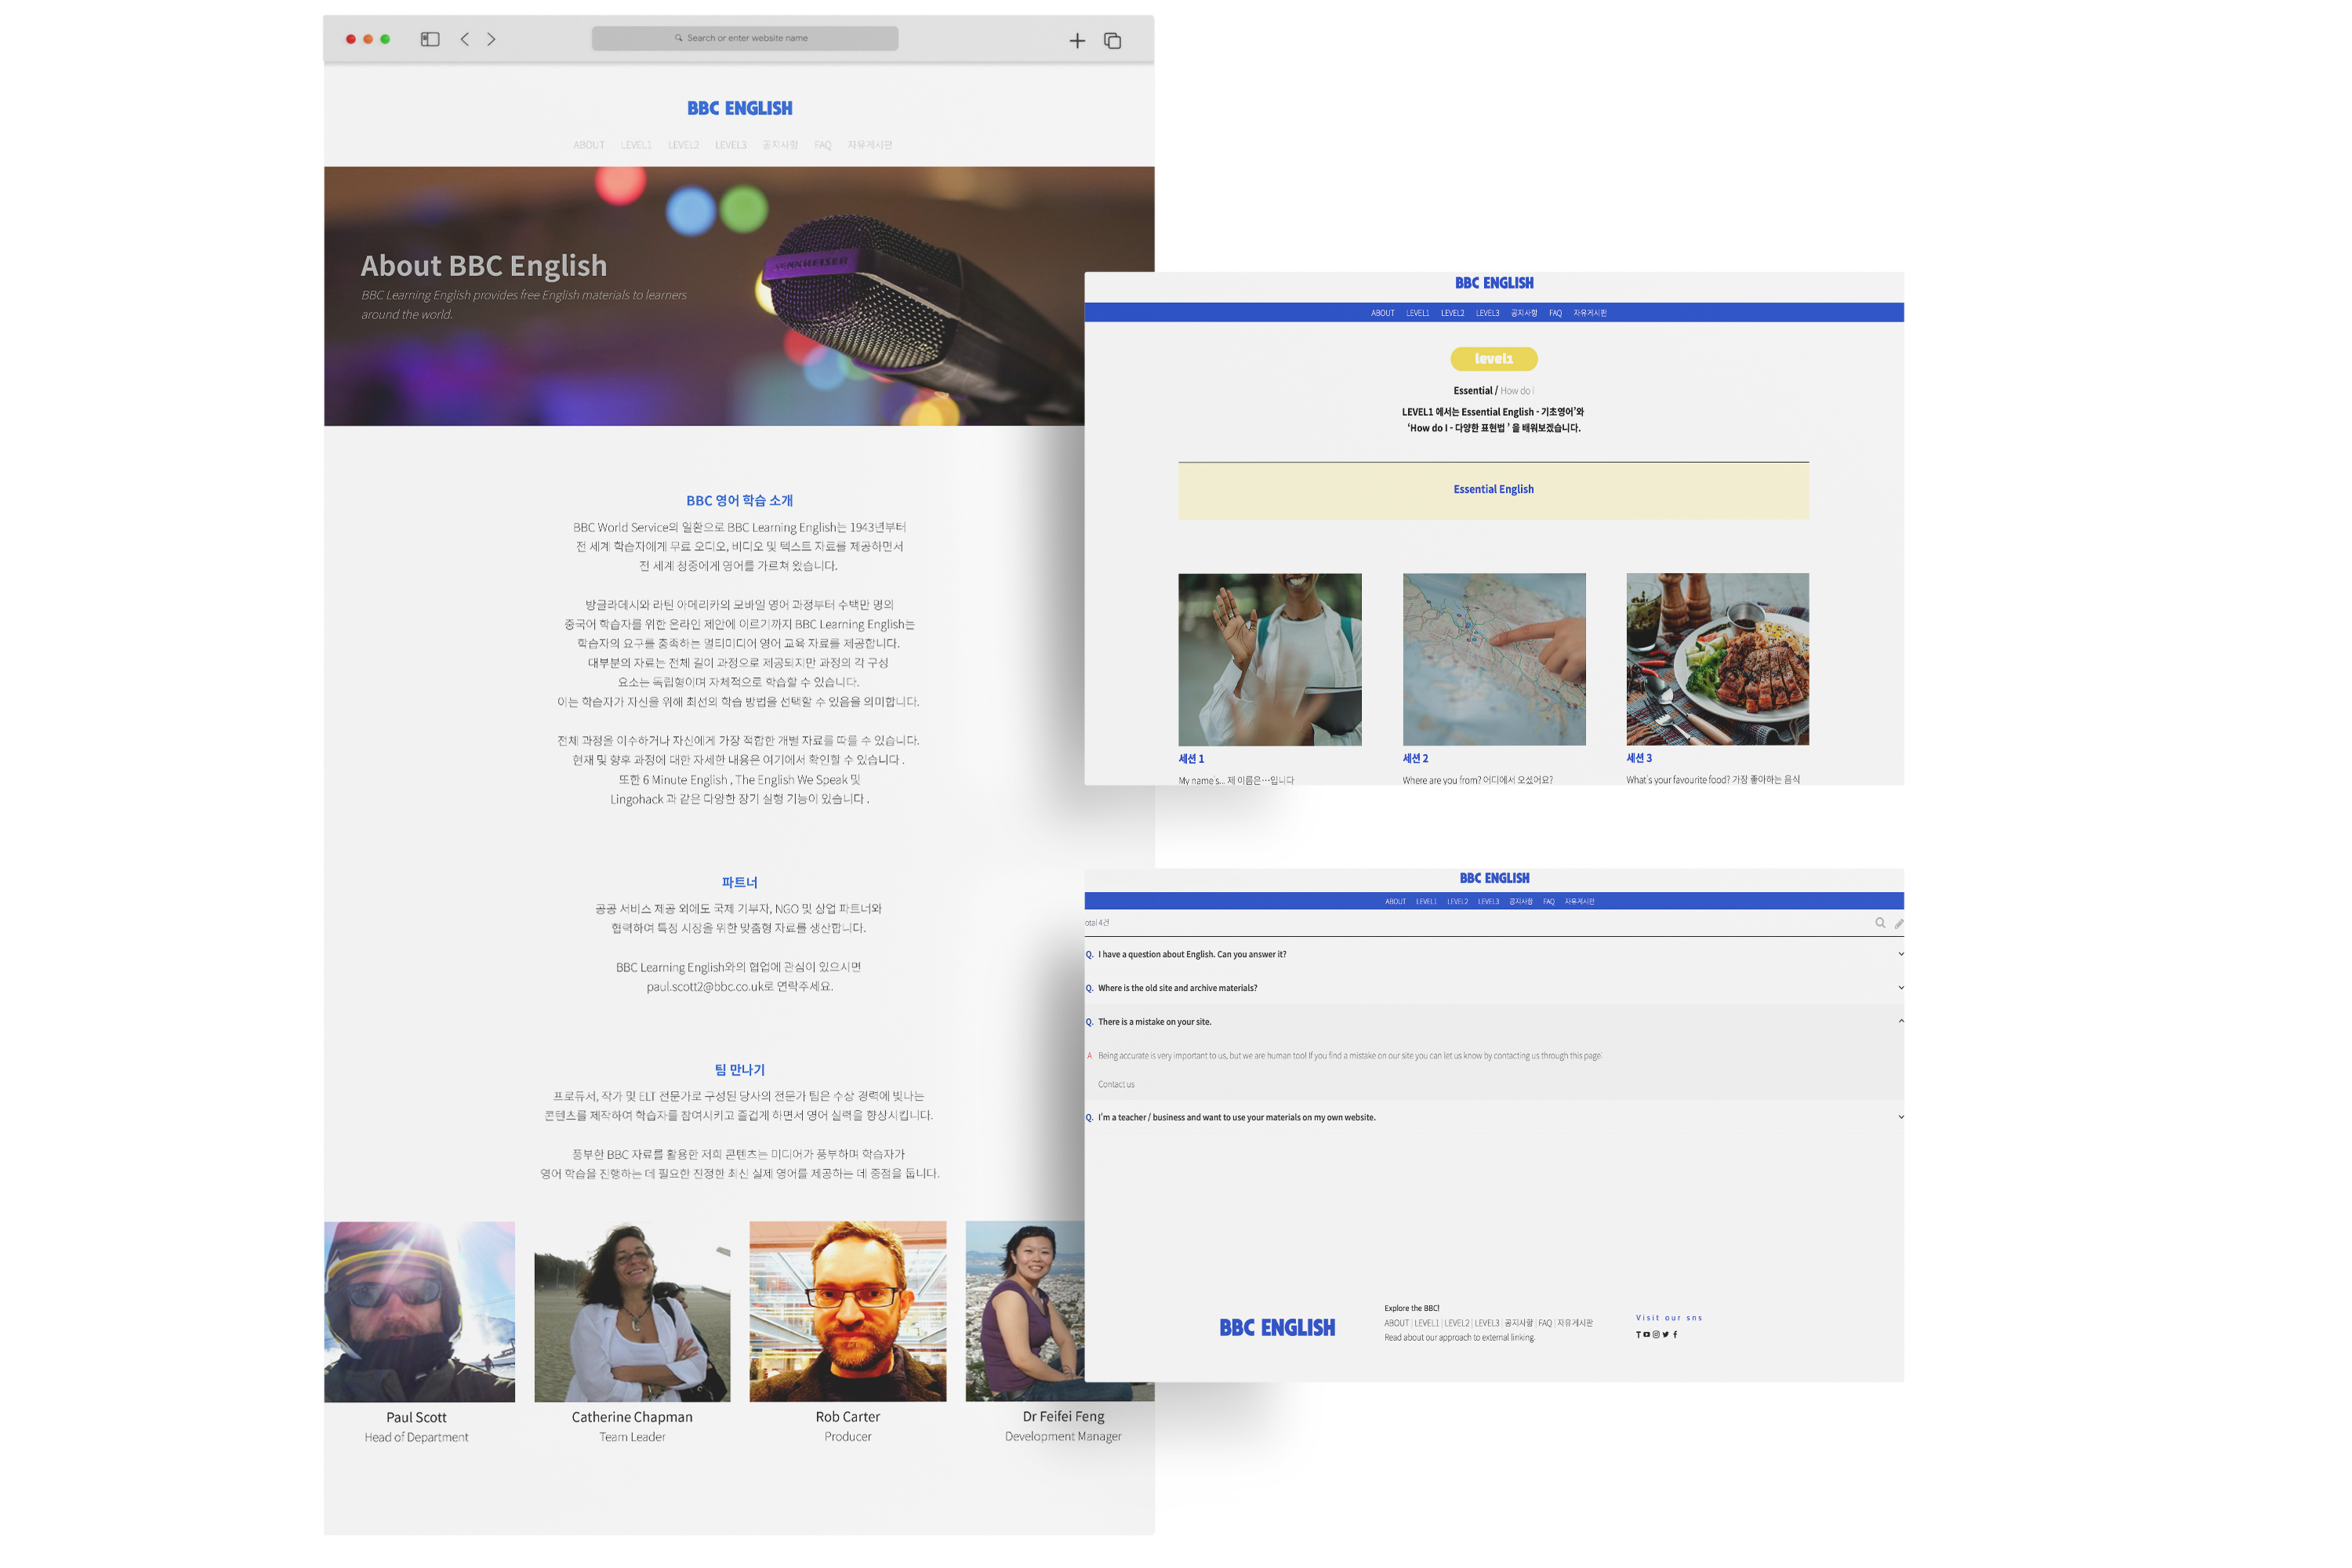 Search or enter website name
BBC ENGLISH
ABOUT LEVEL1 LEVEL2 LEVEL3 공지사항 FAQ 자유게시판
SENNHEISER
About BBC English
BBC Learning English provides free English materials to learners
around the world.
BBC 영어 학습 소개
BBC World Service의 일환으로 BBC Learning English는 1943년부터
전 세계 학습자에게 무료 오디오, 비디오 및 텍스트 자료를 제공하면서
전 세계 청중에게 영어를 가르쳐 왔습니다.
방글라데시와 라틴 아메리카의 모바일 영어 과정부터 수백만 명의
중국어 학습자를 위한 온라인 제안에 이르기까지 BBC Learning English는
학습자의 요구를 충족하는 멀티미디어 영어 교육 자료를 제공합니다.
대부분의 자료는 전체 길이 과정으로 제공되지만 과정의 각 구성
요소는 독립형이며 자체적으로 학습할 수 있습니다.
이는 학습자가 자신을 위해 최선의 학습 방법을 선택할 수 있음을 의미합니다.
전체 과정을 이수하거나 자신에게 가장 적합한 개별 자료를 따를 수 있습니다.
현재 및 향후 과정에 대한 자세한 내용은 여기에서 확인할 수 있습니다 .
또한 6 Minute English , The English We Speak 및
Lingohack 과 같은 다양한 장기 실행 기능이 있습니다 .
파트너
공공 서비스 제공 외에도 국제 기부자, NGO 및 상업 파트너와
협력하여 특정 시장을 위한 맞춤형 자료를 생산합니다.
BBC Learning English와의 협업에 관심이 있으시면
paul.scott2@bbc.co.uk로 연락주세요.
팀 만나기
프로듀서, 작가 및 ELT 전문가로 구성된 당사의 전문가 팀은 수상 경력에 빛나는
콘텐츠를 제작하여 학습자를 참여시키고 즐겁게 하면서 영어 실력을 향상시킵니다.
풍부한 BBC 자료를 활용한 저희 콘텐츠는 미디어가 풍부하며 학습자가
영어 학습을 진행하는 데 필요한 진정한 최신 실제 영어를 제공하는 데 중점을 둡니다.
Paul Scott
Head of Department
Catherine Chapman
Team Leader
Rob Carter
Producer
Dr Feifei Feng
Development Manager
BBC ENGLISH
ABOUT LEVEL1 LEVEL2 LEVEL3 공지사항 FAQ 자유게시판
level1
Essential / How do i
LEVEL1 에서는 Essential English - 기초영어'와
‘How do I - 다양한 표현법 ’ 을 배워보겠습니다.
Essential English
세션 1
My name's... 제 이름은…입니다
세션 2
Where are you from? 어디에서 오셨어요?
세션 3
What's your favourite food? 가장 좋아하는 음식
BBC ENGLISH
ABOUT LEVEL1 LEVEL2 LEVEL3 공지사항 FAQ 자유게시판
otal 4건
Q. I have a question about English. Can you answer it?
Q. Where is the old site and archive materials?
Q. There is a mistake on your site.
A Being accurate is very important to us, but we are human too! If you find a mistake on our site you can let us know by contacting us through this page:
Contact us
Q. I'm a teacher / business and want to use your materials on my own website.
BBC ENGLISH
Explore the BBC!
ABOUT | LEVEL1 | LEVEL2 | LEVEL3 | 공지사항 | FAQ | 자유게시판
Read about our approach to external linking.
Visit our sns